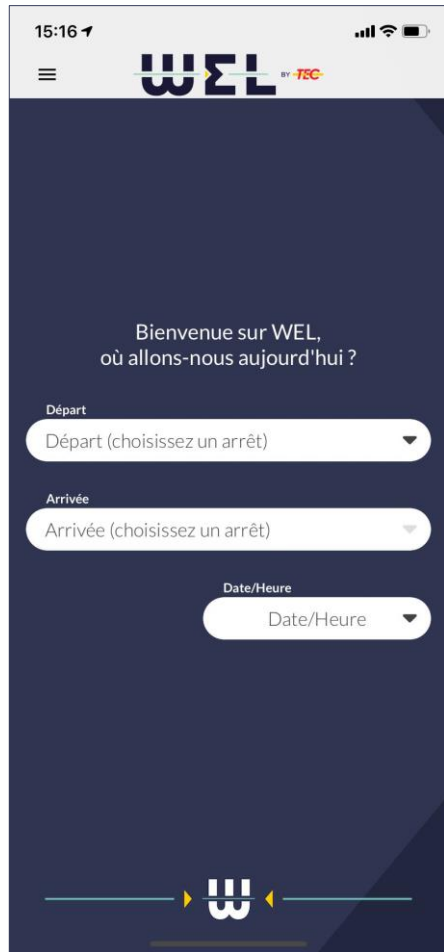 15:16
WEL BY TEC
Bienvenue sur WEL,
où allons-nous aujourd'hui ?
Départ
Départ (choisissez un arrêt)
Arrivée
Arrivée (choisissez un arrêt)
Date/Heure
Date/Heure
W